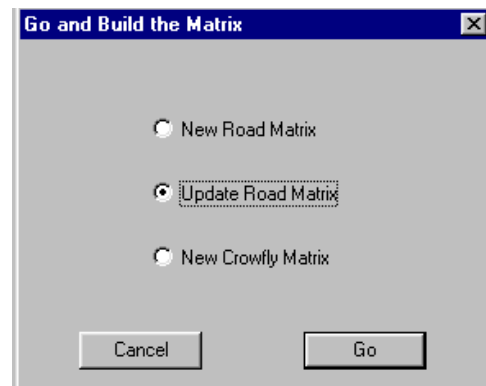 Go and Build the Matrix
New Road Matrix
Update Road Matrix
New Crowfly Matrix
Cancel Go